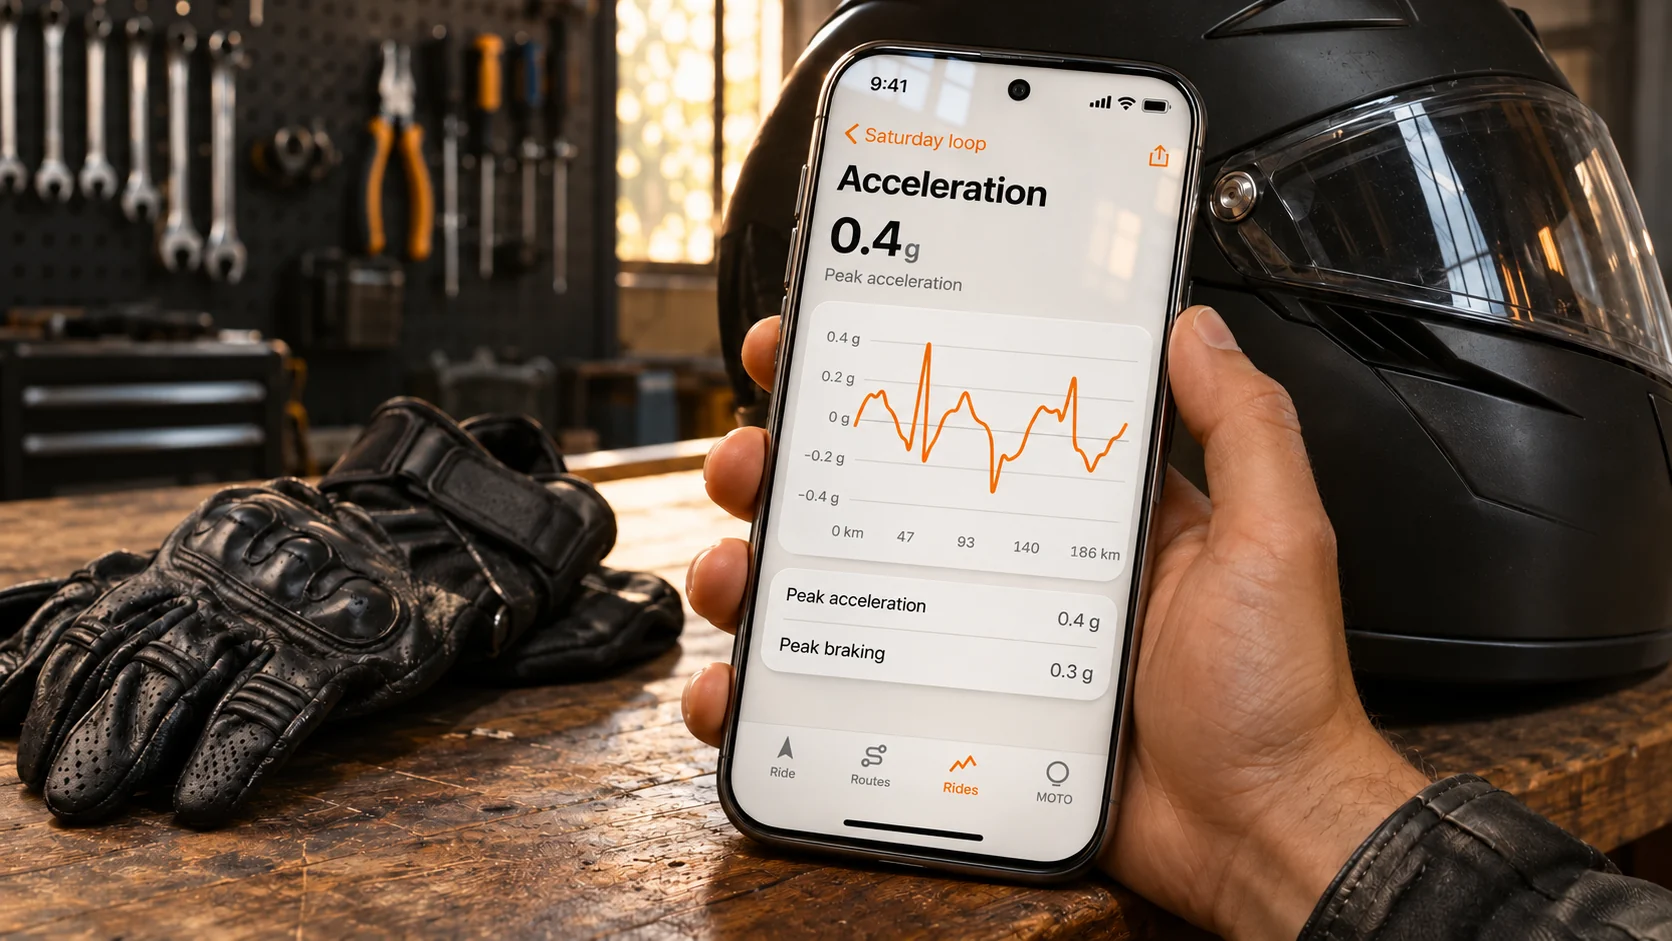 9:41
Saturday loop
Acceleration
0.4g
Peak acceleration
0.4 g
0.2 g
0 g
-0.2 g
-0.4 g
0 km 47 93 140 186 km
Peak acceleration 0.4 g
Peak braking 0.3 g
Ride Routes Rides MOTO